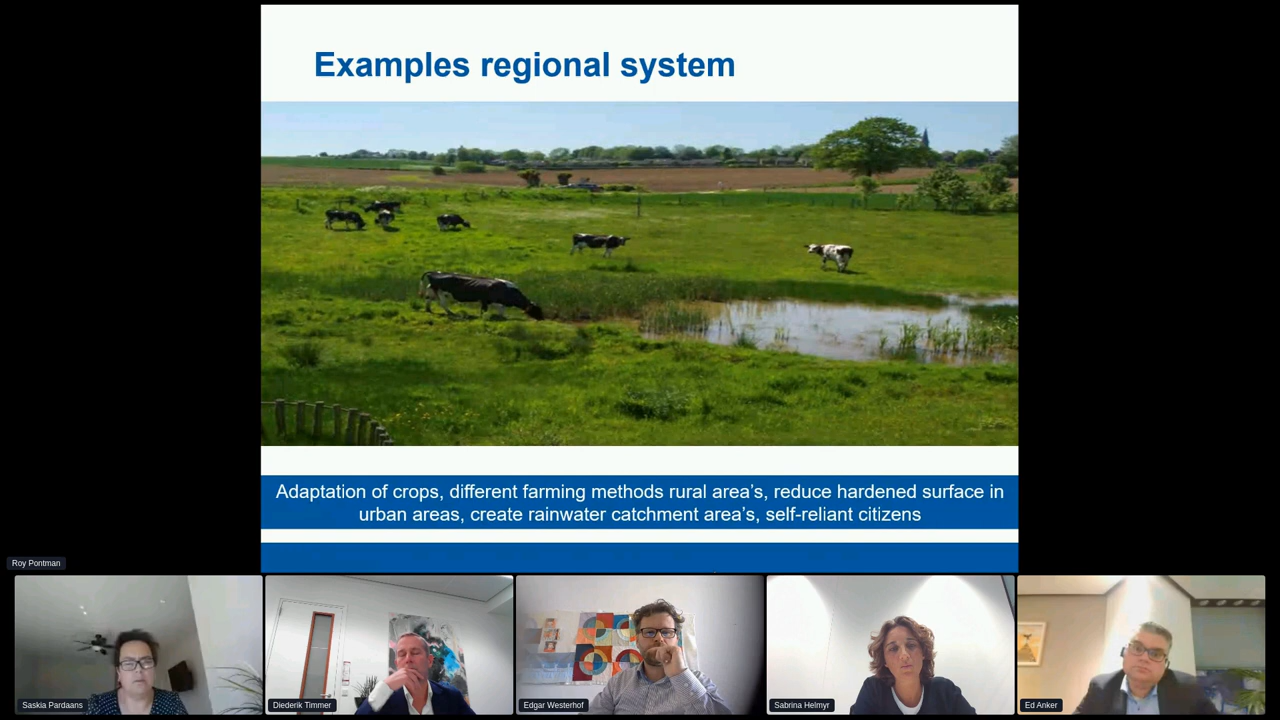 Examples regional system
Adaptation of crops, different farming methods rural area’s, reduce hardened surface in
urban areas, create rainwater catchment area’s, self-reliant citizens
Roy Pontman
Saskia Pardaans
Diederik Timmer
Edgar Westerhof
Sabrina Helmyr
Ed Anker